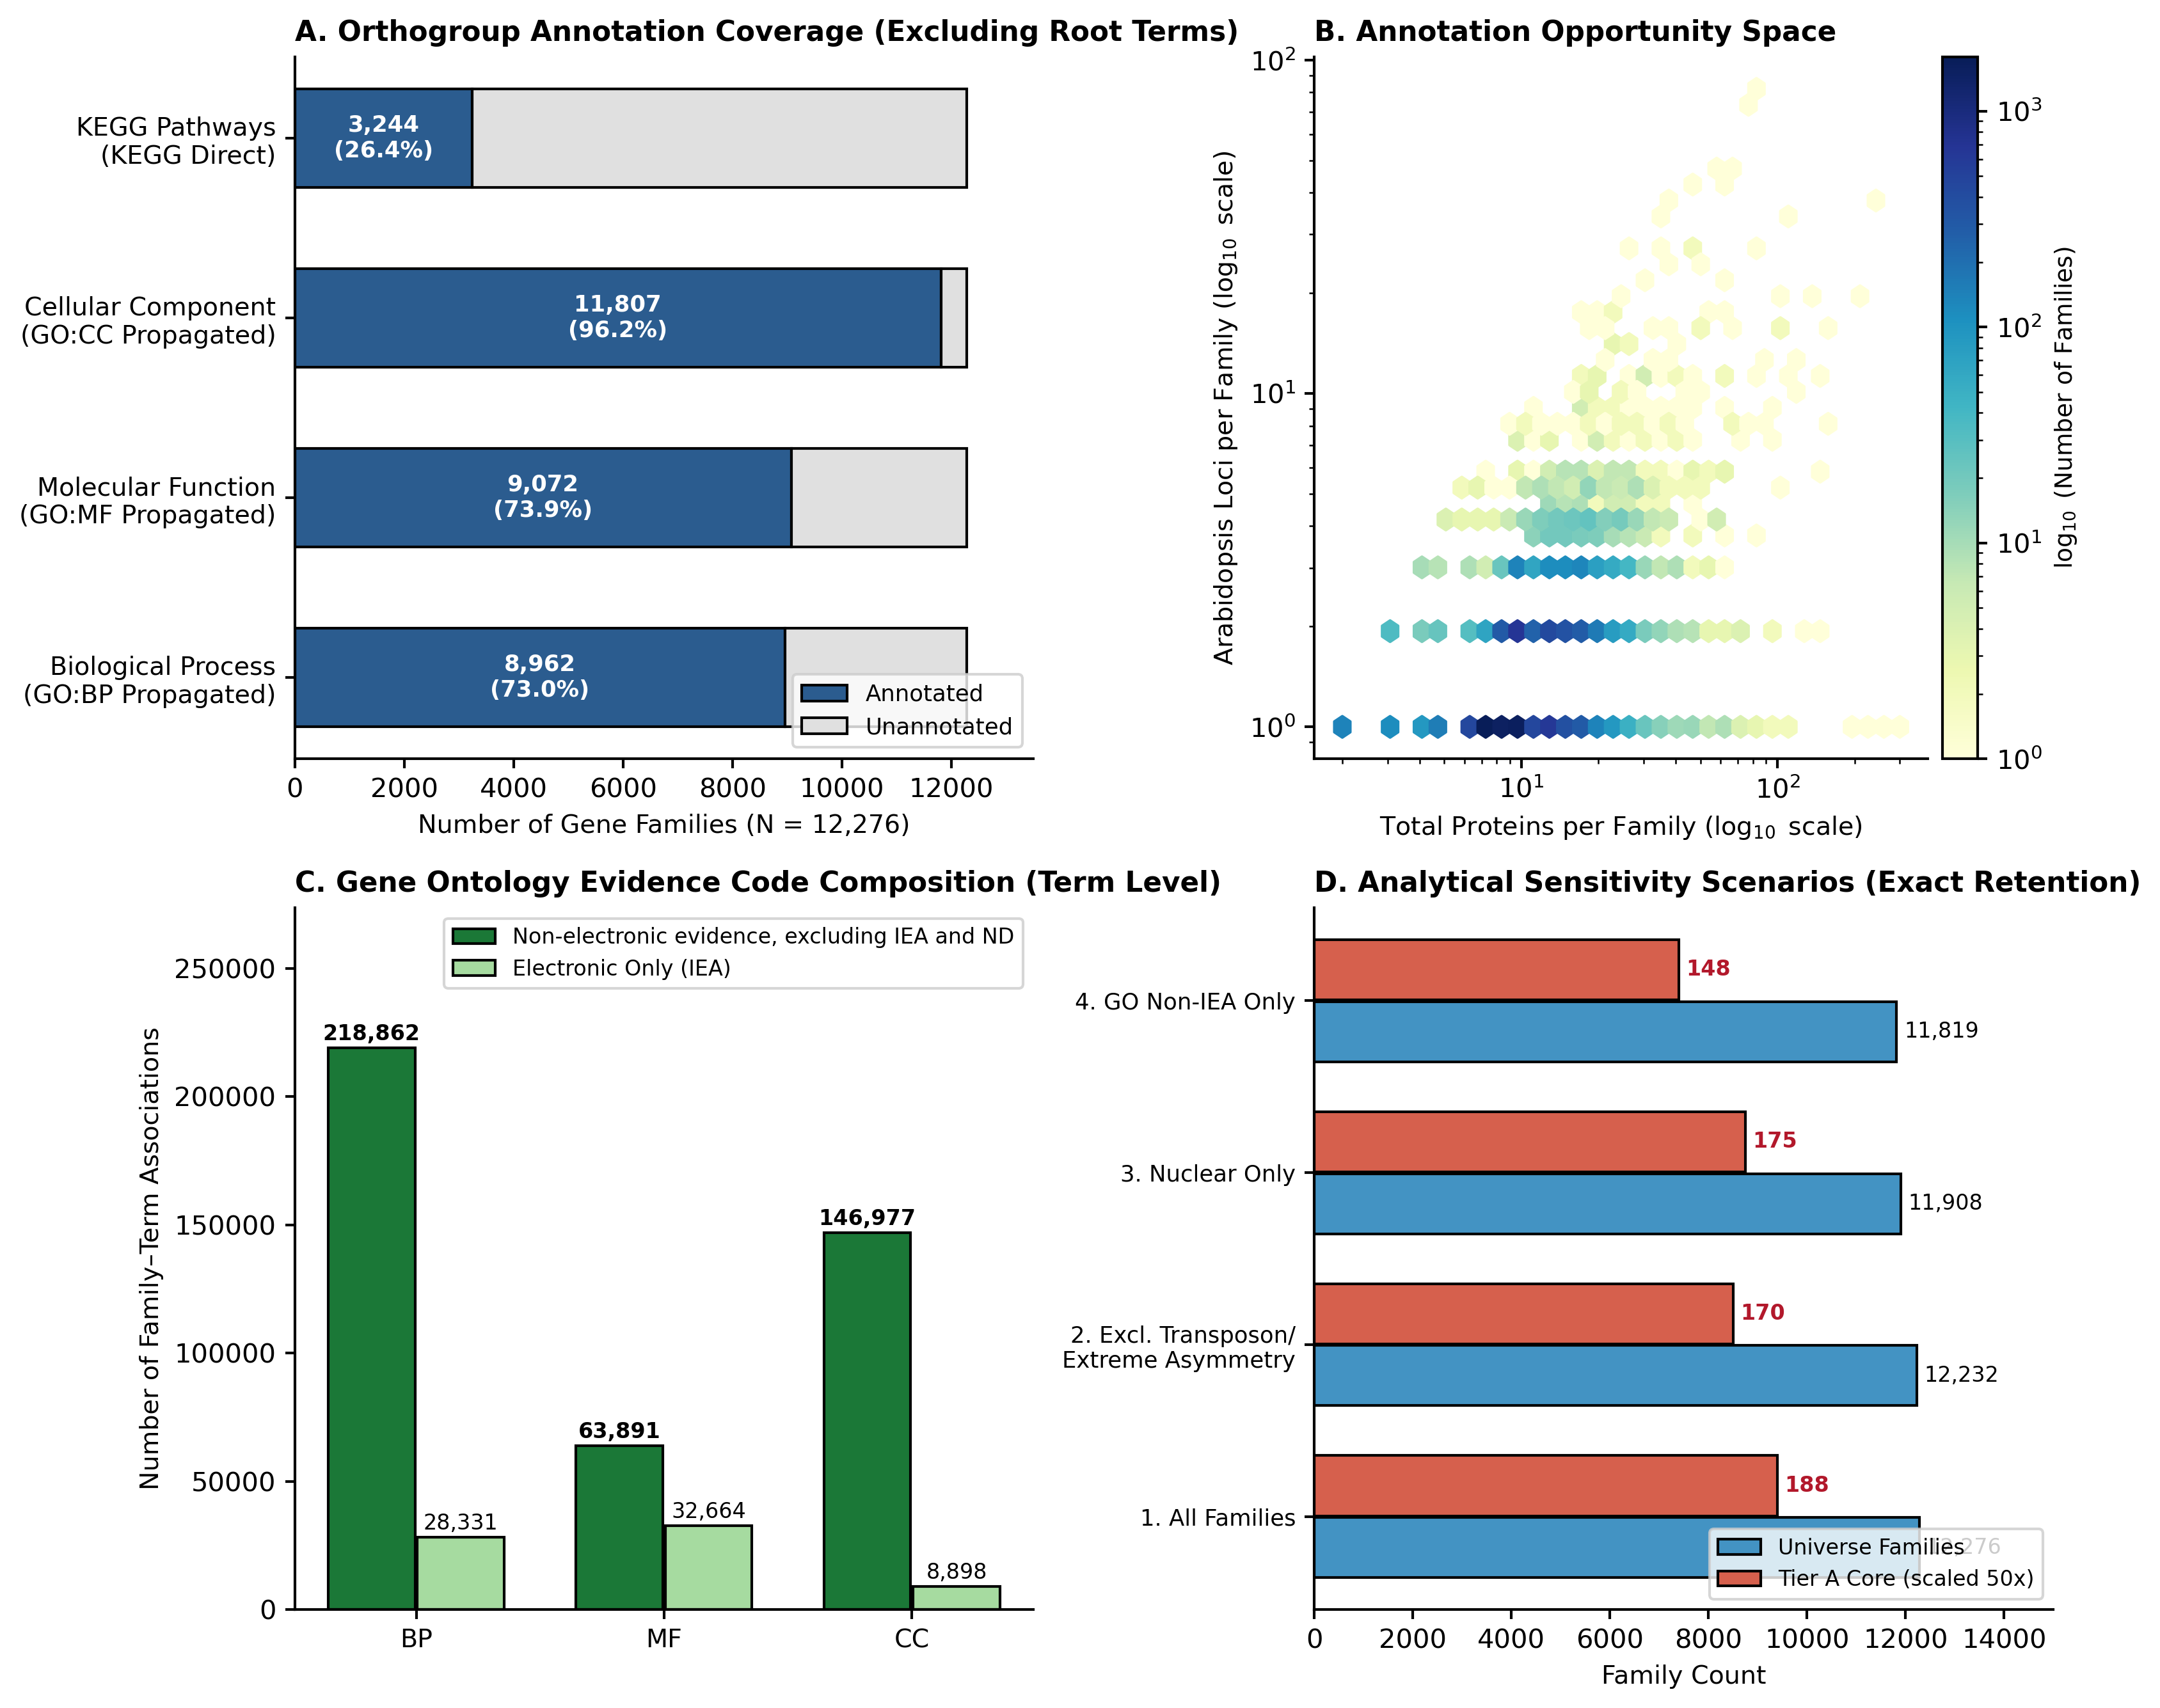 A. Orthogroup Annotation Coverage (Excluding Root Terms)
KEGG Pathways
(KEGG Direct)
3,244
(26.4%)
Cellular Component
(GO:CC Propagated)
11,807
(96.2%)
Molecular Function
(GO:MF Propagated)
9,072
(73.9%)
Biological Process
(GO:BP Propagated)
8,962
(73.0%)
Annotated
Unannotated
0 2000 4000 6000 8000 10000 12000
Number of Gene Families (N = 12,276)
B. Annotation Opportunity Space
Arabidopsis Loci per Family (log₁₀ scale)
10²
10¹
10⁰
10¹ 10²
Total Proteins per Family (log₁₀ scale)
10³
10²
10¹
10⁰
log₁₀ (Number of Families)
C. Gene Ontology Evidence Code Composition (Term Level)
Non-electronic evidence, excluding IEA and ND
Electronic Only (IEA)
Number of Family–Term Associations
250000
200000
150000
100000
50000
0
218,862
28,331
63,891
32,664
146,977
8,898
BP MF CC
D. Analytical Sensitivity Scenarios (Exact Retention)
4. GO Non-IEA Only
148
11,819
3. Nuclear Only
175
11,908
2. Excl. Transposon/
Extreme Asymmetry
170
12,232
1. All Families
188
12,276
Universe Families
Tier A Core (scaled 50x)
0 2000 4000 6000 8000 10000 12000 14000
Family Count